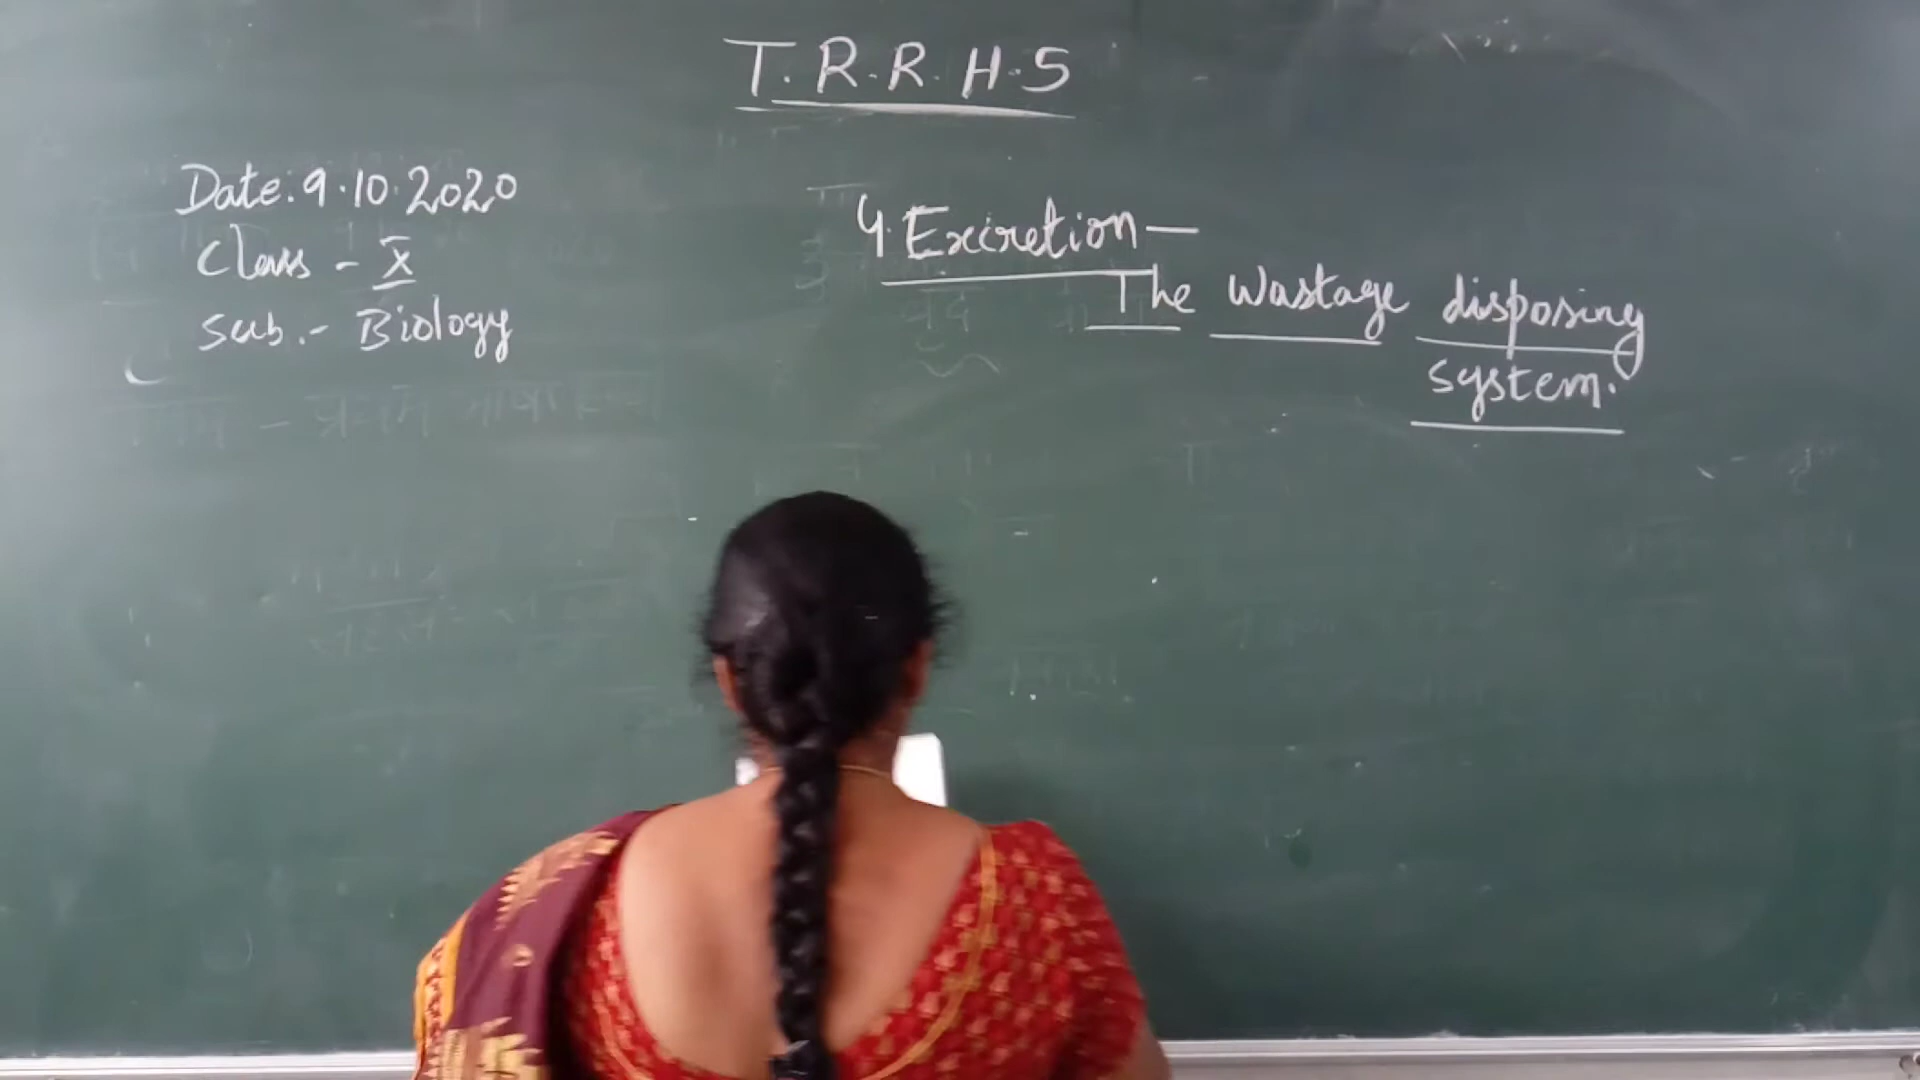 T.R.R.H.S
Date: 9.10.2020
Class - X
Sub. - Biology
4. Excretion —
The Wastage disposing
system.